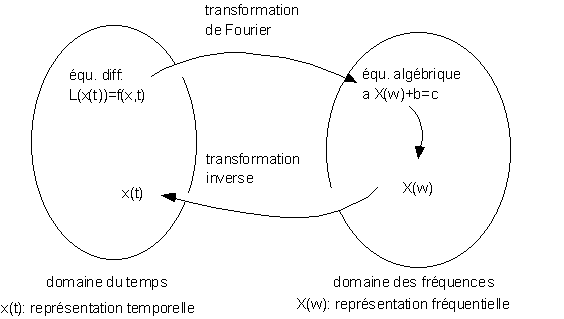 transformation
de Fourier
équ. diff:
L(x(t))=f(x,t)
équ. algébrique
a X(w)+b=c
transformation
inverse
x(t)
X(w)
domaine du temps
x(t): représentation temporelle
domaine des fréquences
X(w): représentation fréquentielle